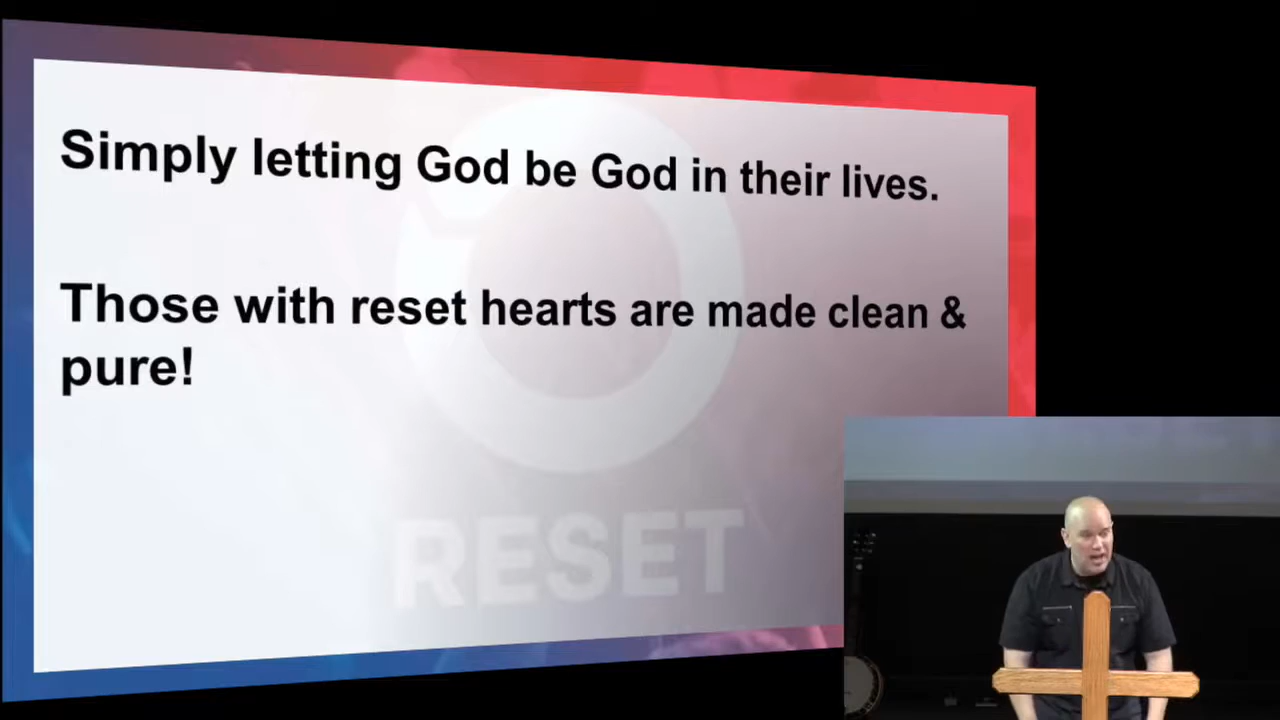 Simply letting God be God in their lives.
Those with reset hearts are made clean &
pure!
RESET